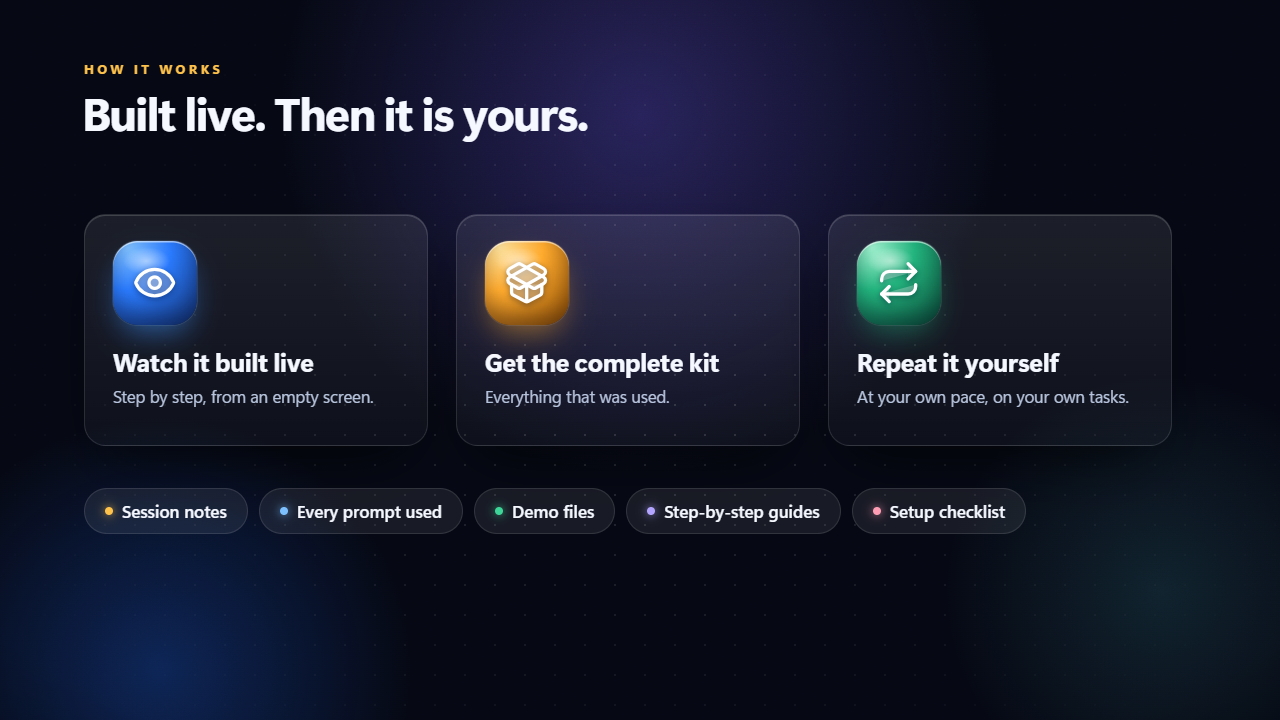 HOW IT WORKS
Built live. Then it is yours.
Watch it built live
Step by step, from an empty screen.
Get the complete kit
Everything that was used.
Repeat it yourself
At your own pace, on your own tasks.
Session notes
Every prompt used
Demo files
Step-by-step guides
Setup checklist